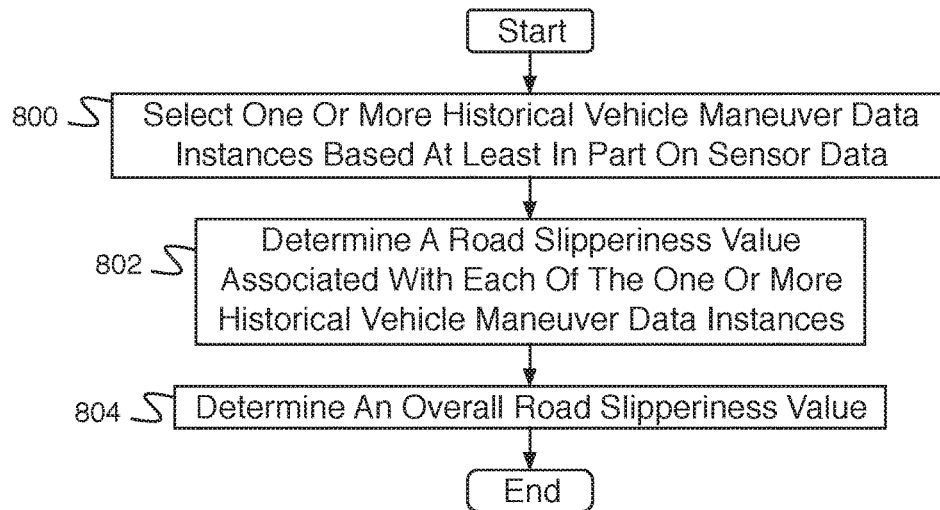 Start
800
Select One Or More Historical Vehicle Maneuver Data
Instances Based At Least In Part On Sensor Data
802
Determine A Road Slipperiness Value
Associated With Each Of The One Or More
Historical Vehicle Maneuver Data Instances
804
Determine An Overall Road Slipperiness Value
End